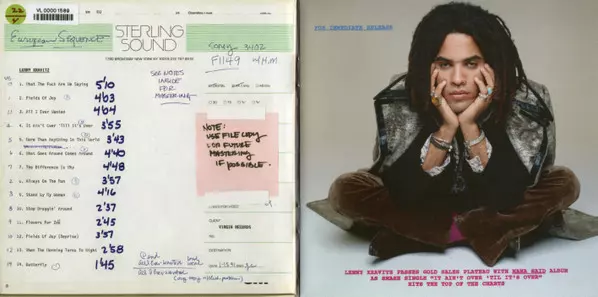 VL 00001589
STERLING
SOUND
European Sequence
F1149
W.H.M
LENNY KRAVITZ
SEE NOTES
INSIDE
FOR
MASTERING
1. What The Fuck Are We Saying 5'10
2. Fields Of Joy 4'03
3. All I Ever Wanted 4'04
4. It Ain't Over 'Till It's Over 3'55
5. More Than Anything In This World 3'43
6. What Goes Around Comes Around 4'40
7. The Difference Is Why 4'48
8. Always On The Run 3'57
9. Stand By My Woman 4'16
10. Stop Draggin' Around 2'37
11. Flowers For Zoë 2'45
12. Fields Of Joy (Reprise) 3'57
13. When The Morning Turns To Night 2'58
14. Butterfly 1'45
NOTE:
USE FILE COPY
FOR FUTURE
MASTERING
IF POSSIBLE.
CLIENT
VIRGIN RECORDS
DESTINATION
FOR IMMEDIATE RELEASE
LENNY KRAVITZ PASSES GOLD SALES PLATEAU WITH MAMA SAID ALBUM
AS SMASH SINGLE "IT AIN'T OVER 'TIL IT'S OVER"
HITS THE TOP OF THE CHARTS